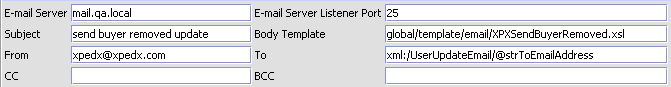 E-mail Server mail.qa.local E-mail Server Listener Port 25
Subject send buyer removed update Body Template global/template/email/XPXSendBuyerRemoved.xsl
From xpedx@xpedx.com To xml:/UserUpdateEmail/@strToEmailAddress
CC BCC